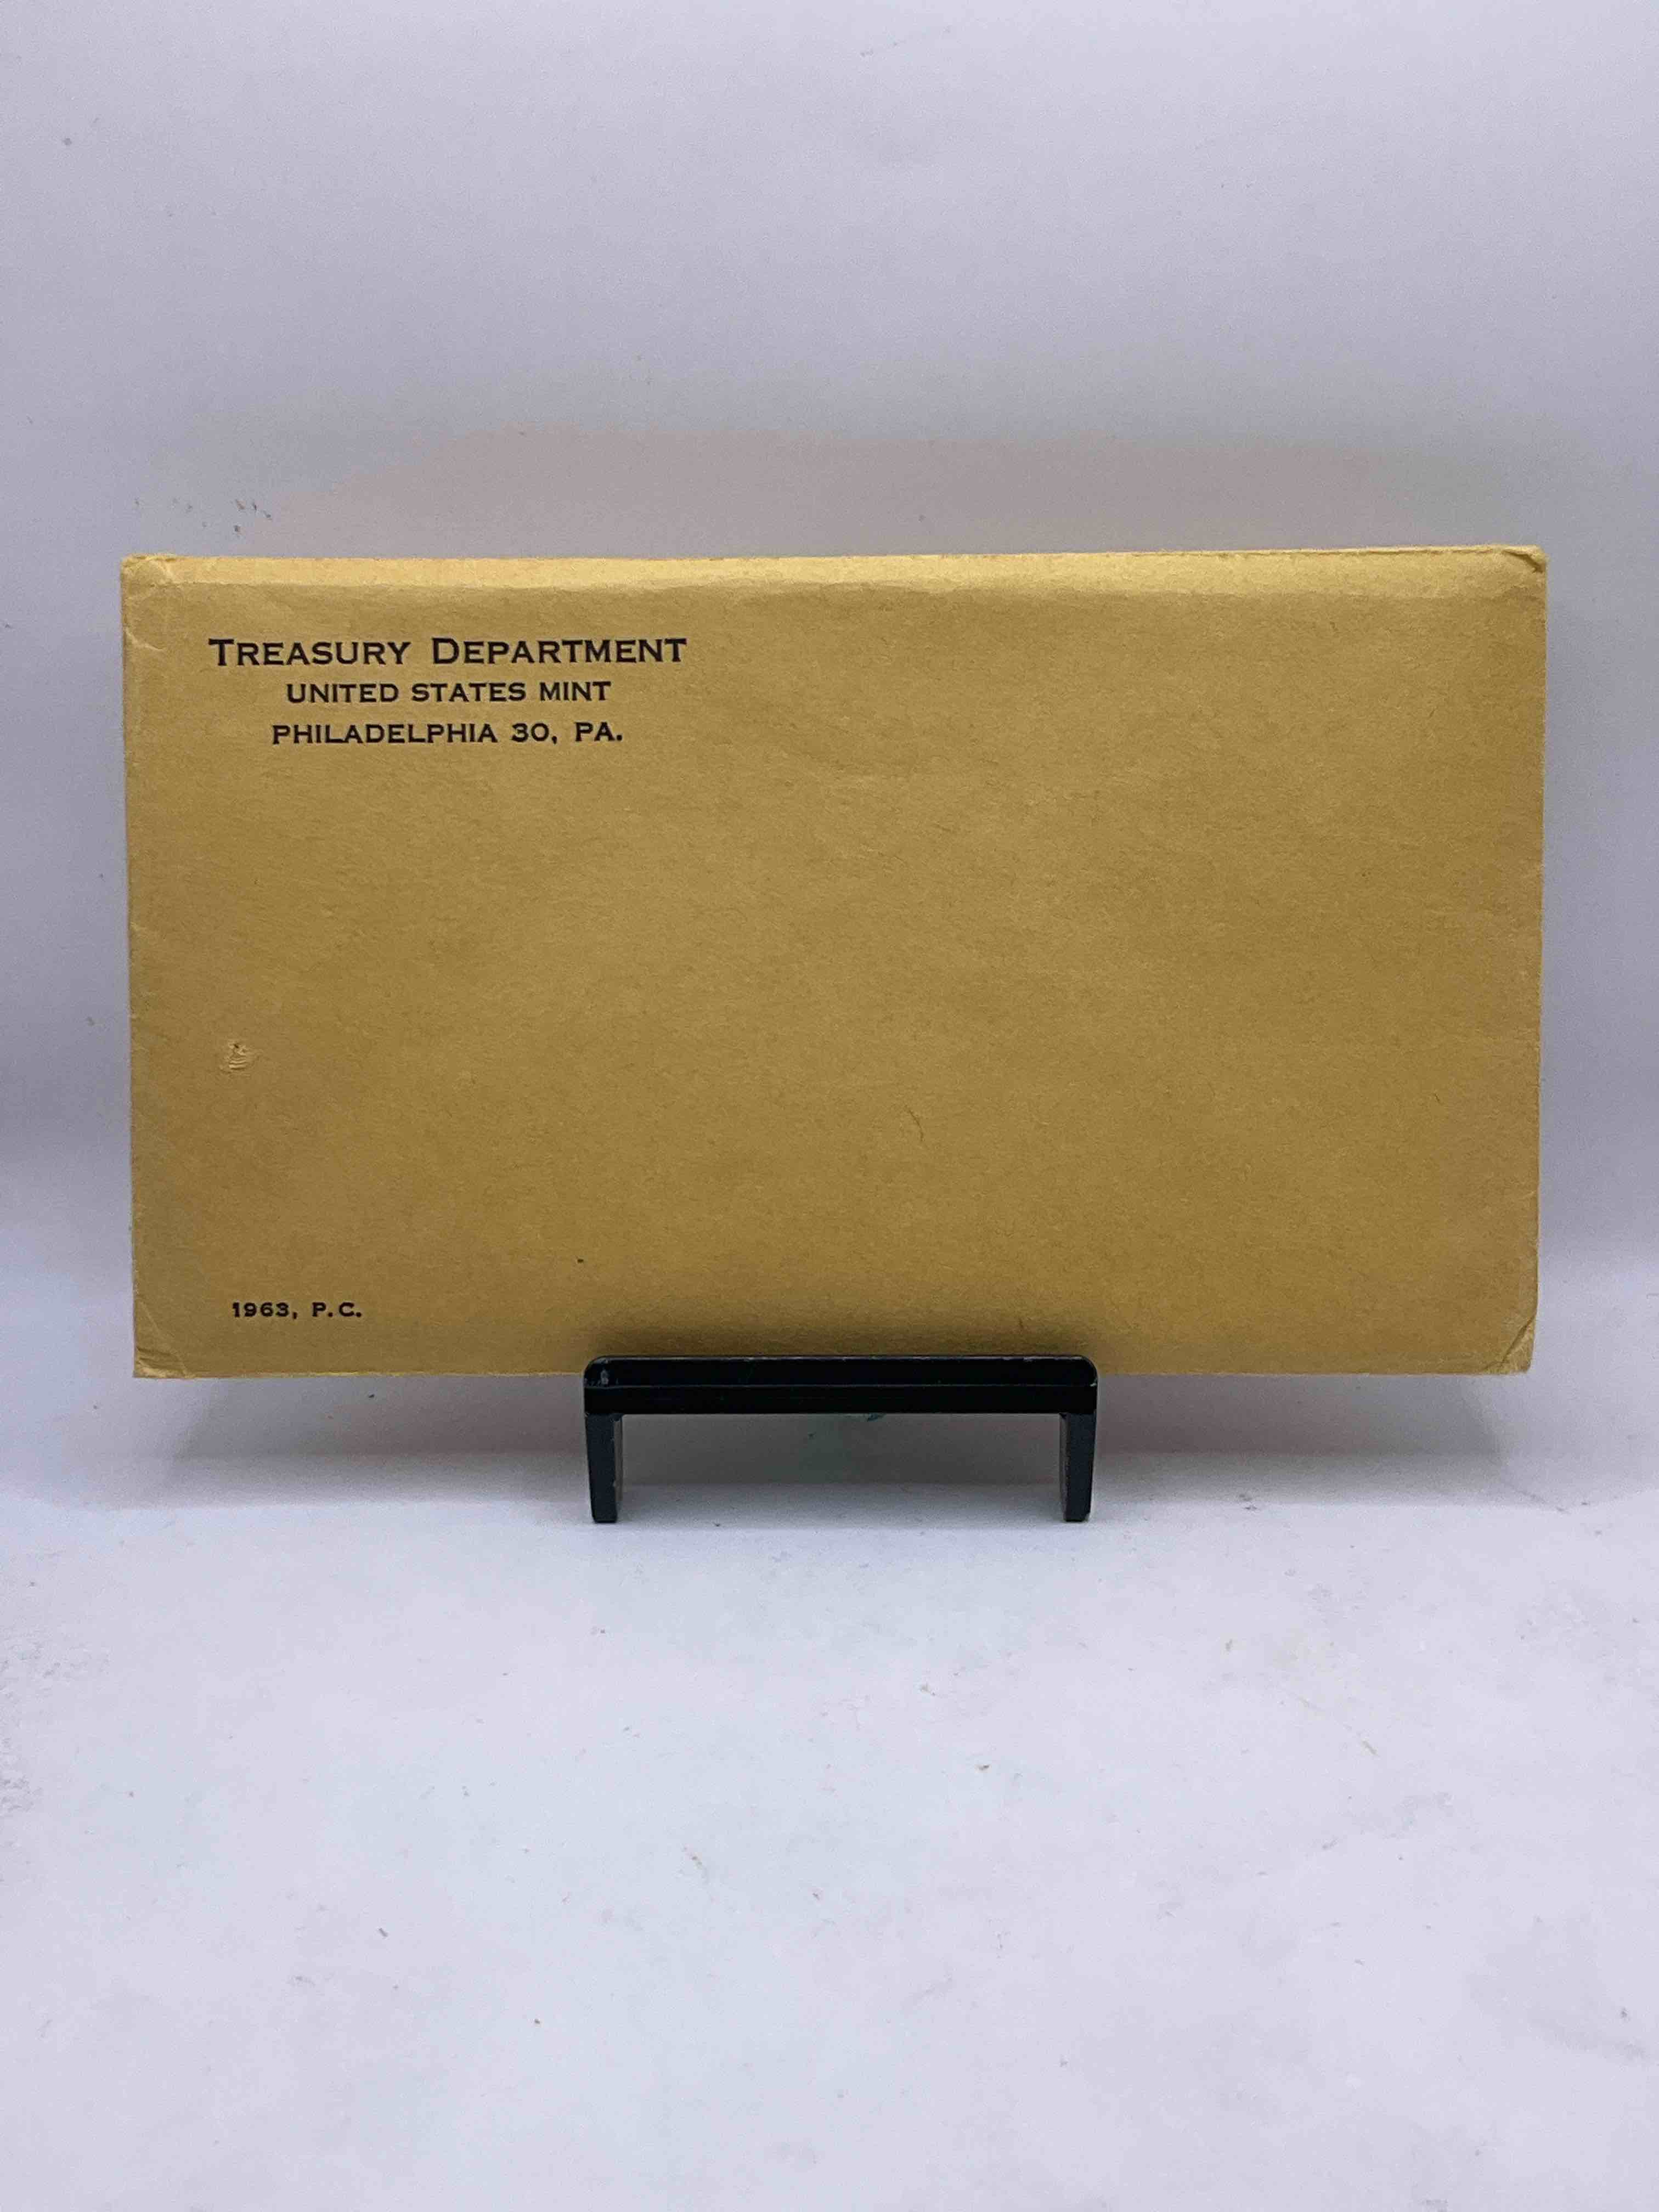 TREASURY DEPARTMENT
UNITED STATES MINT
PHILADELPHIA 30, PA.
1963, P.C.